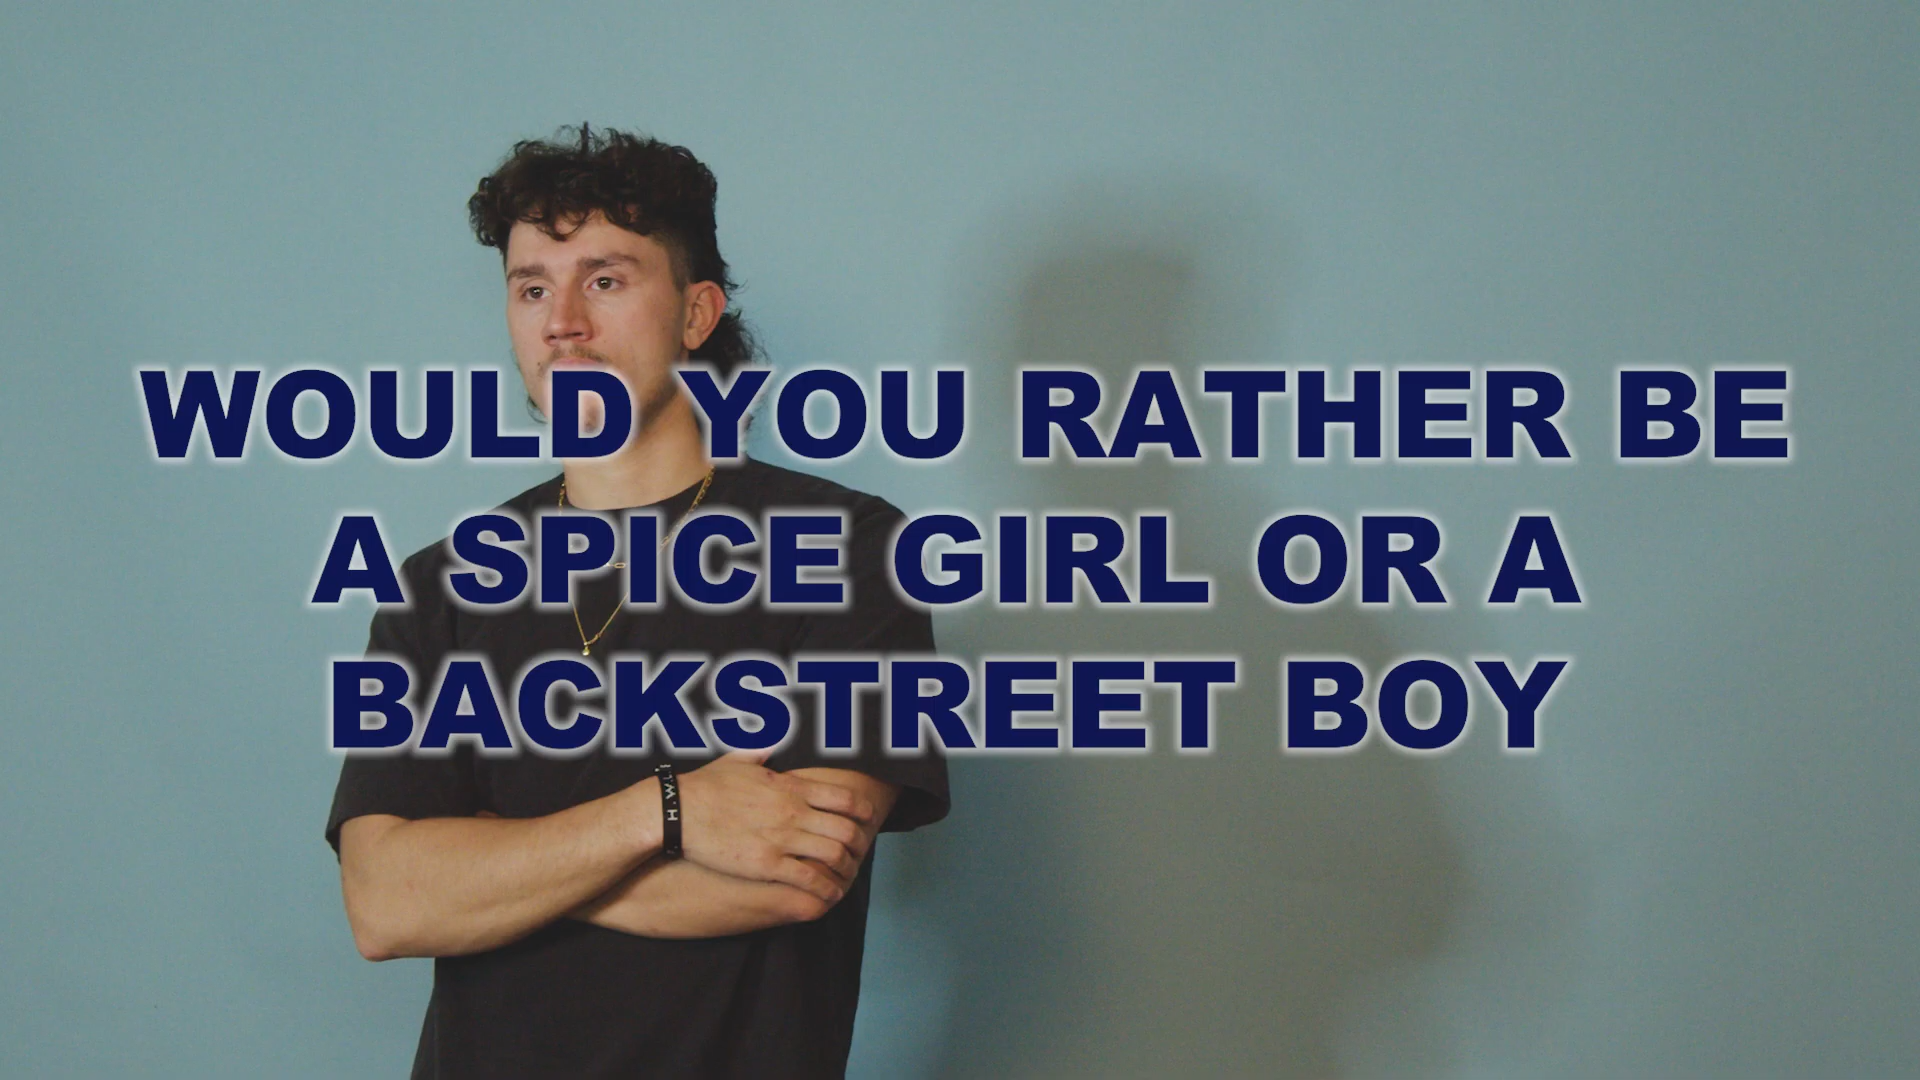 WOULD YOU RATHER BE
A SPICE GIRL OR A
BACKSTREET BOY
H.W.L